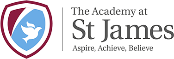 The Academy at
St James
Aspire, Achieve, Believe